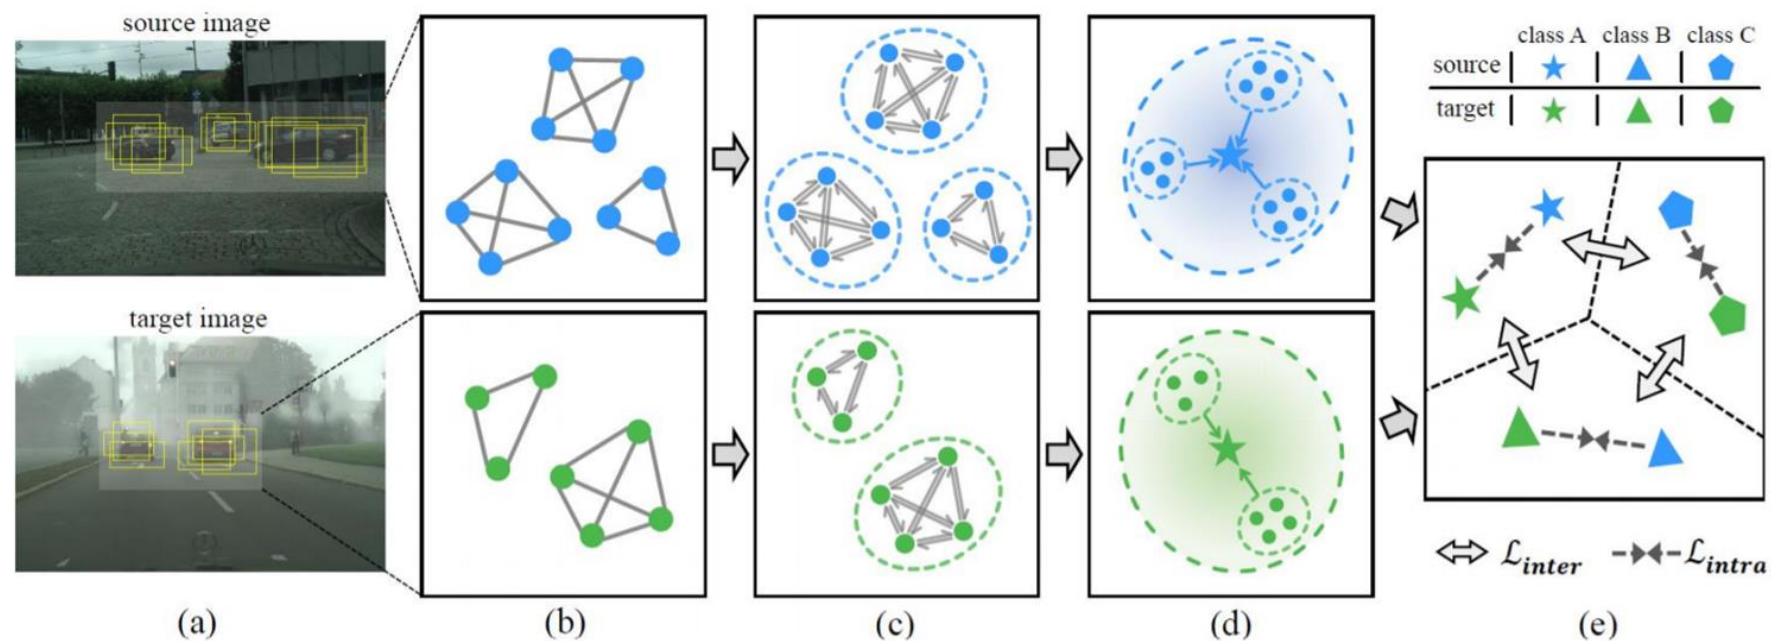 source image
target image
class A class B class C
source
target
ℒinter ℒintra
(a) (b) (c) (d) (e)